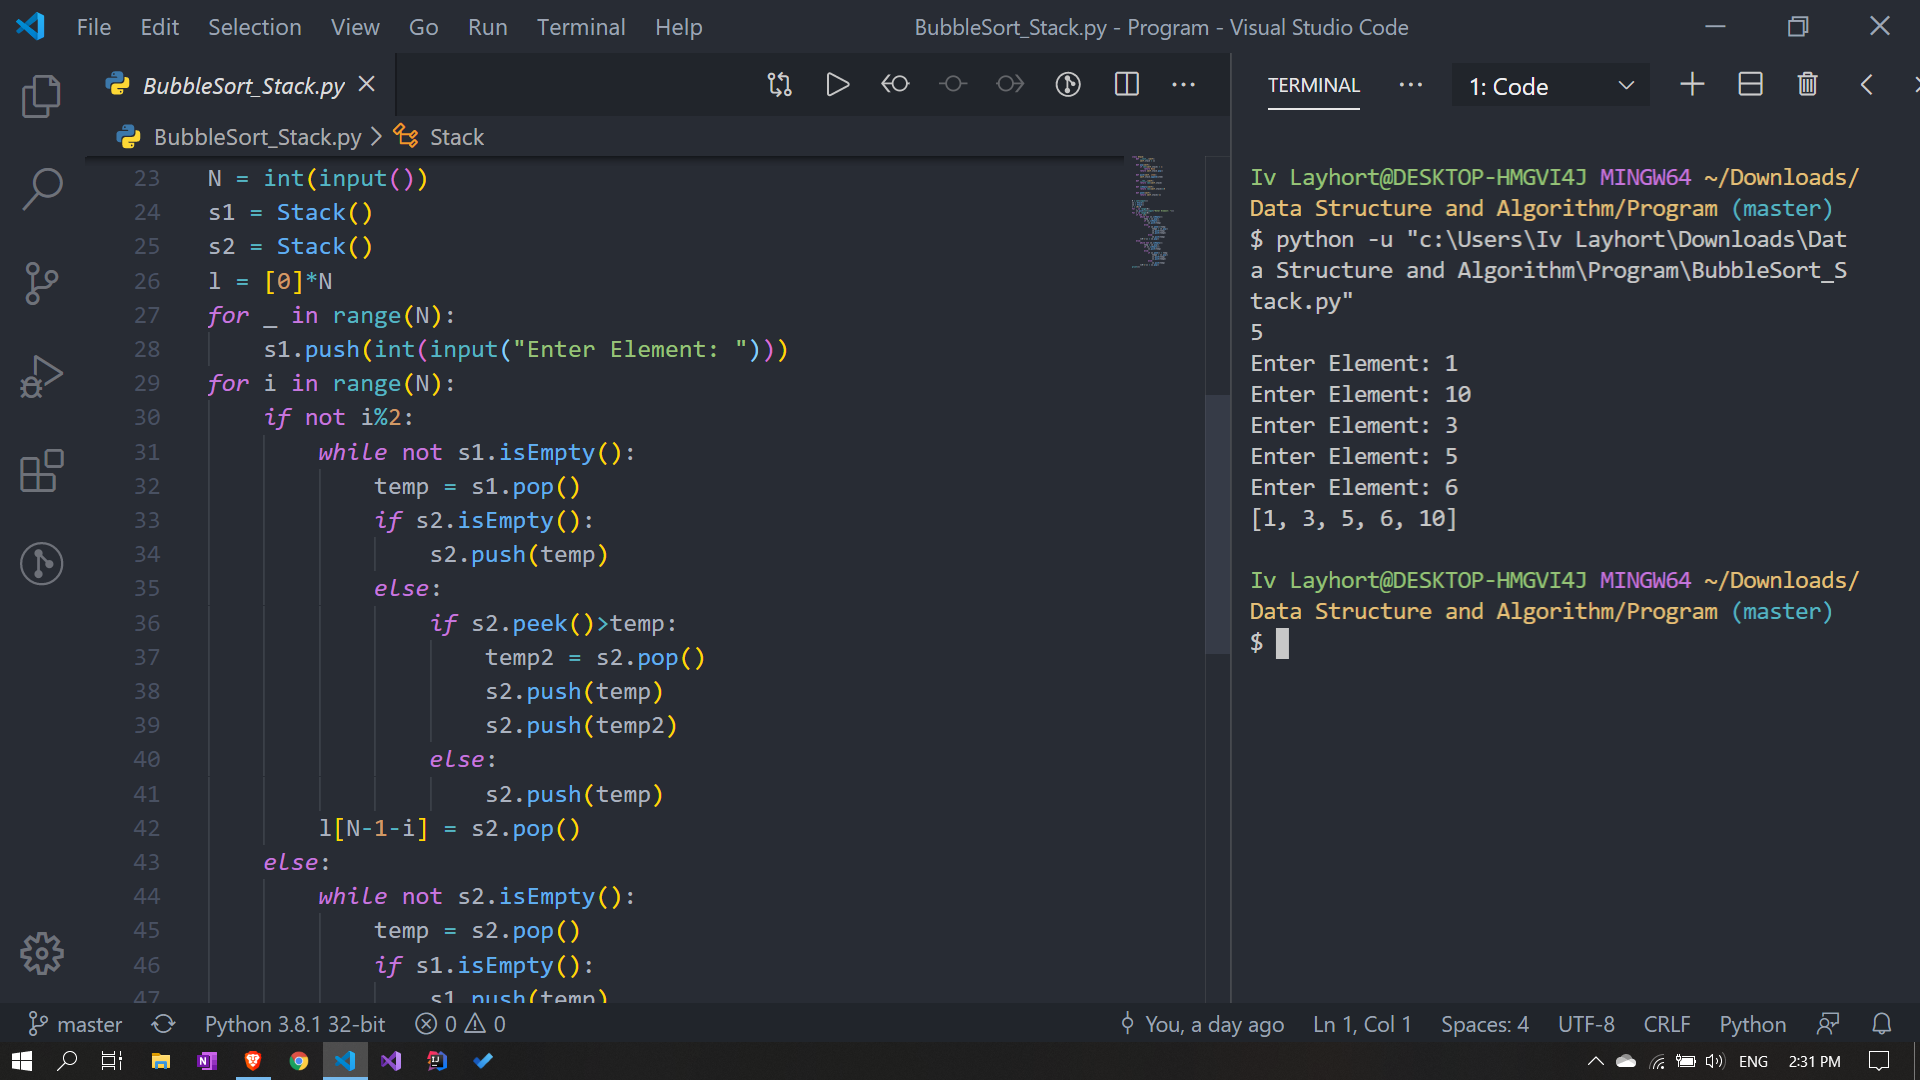 File Edit Selection View Go Run Terminal Help
BubbleSort_Stack.py - Program - Visual Studio Code
BubbleSort_Stack.py
BubbleSort_Stack.py > Stack
23 N = int(input())
24 s1 = Stack()
25 s2 = Stack()
26 l = [0]*N
27 for _ in range(N):
28     s1.push(int(input("Enter Element: ")))
29 for i in range(N):
30     if not i%2:
31         while not s1.isEmpty():
32             temp = s1.pop()
33             if s2.isEmpty():
34                 s2.push(temp)
35             else:
36                 if s2.peek()>temp:
37                     temp2 = s2.pop()
38                     s2.push(temp)
39                     s2.push(temp2)
40                 else:
41                     s2.push(temp)
42         l[N-1-i] = s2.pop()
43     else:
44         while not s2.isEmpty():
45             temp = s2.pop()
46             if s1.isEmpty():
47                 s1.push(temp)
TERMINAL
1: Code
Iv Layhort@DESKTOP-HMGVI4J MINGW64 ~/Downloads/
Data Structure and Algorithm/Program (master)
$ python -u "c:\Users\Iv Layhort\Downloads\Dat
a Structure and Algorithm\Program\BubbleSort_S
tack.py"
5
Enter Element: 1
Enter Element: 10
Enter Element: 3
Enter Element: 5
Enter Element: 6
[1, 3, 5, 6, 10]
Iv Layhort@DESKTOP-HMGVI4J MINGW64 ~/Downloads/
Data Structure and Algorithm/Program (master)
$
master Python 3.8.1 32-bit 0 0 You, a day ago Ln 1, Col 1 Spaces: 4 UTF-8 CRLF Python
ENG 2:31 PM